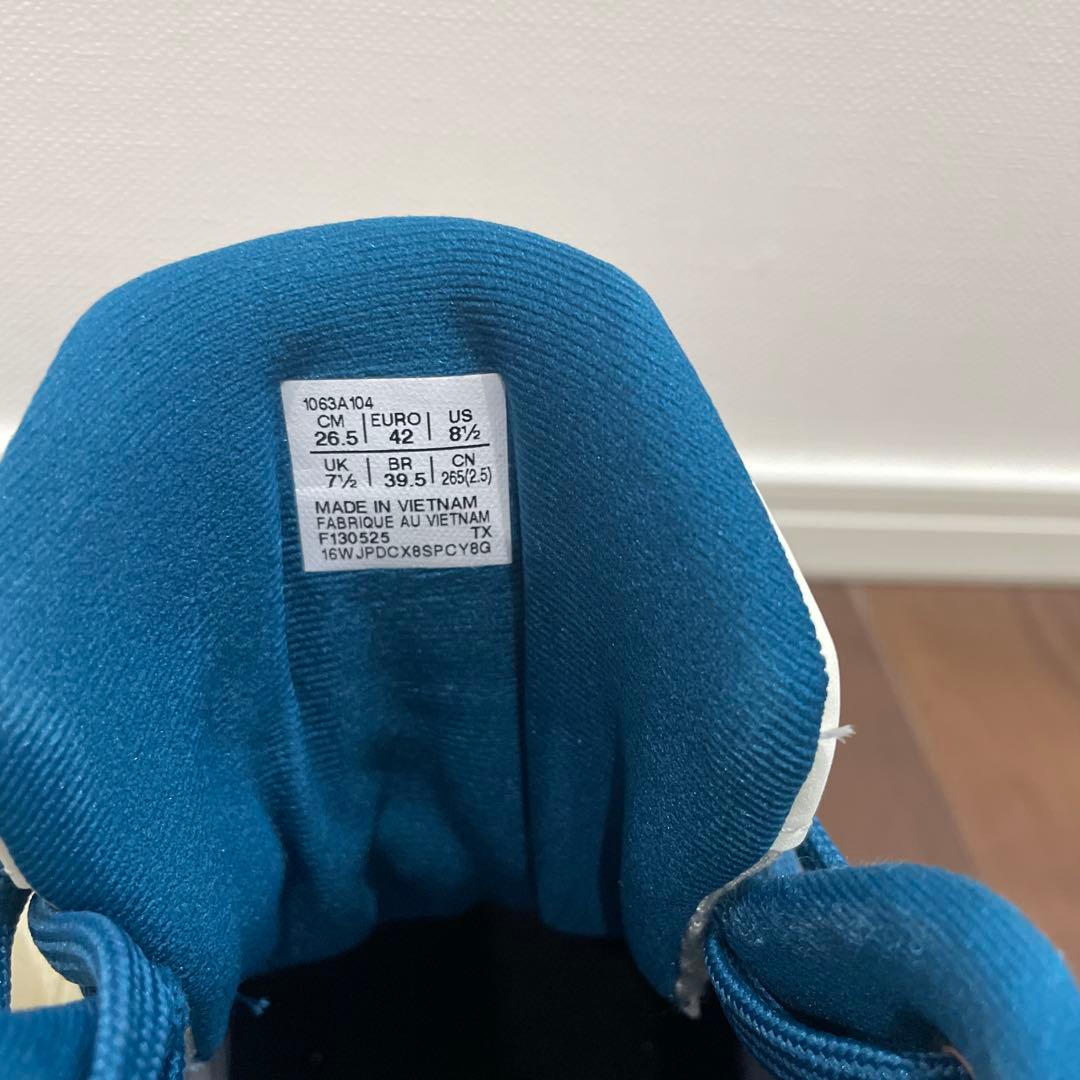 1063A104
CM EURO US
26.5 42 8½
UK BR CN
7½ 39.5 265(2.5)
MADE IN VIETNAM
FABRIQUE AU VIETNAM
F130525 TX
16WJPDCX8SPCY8G